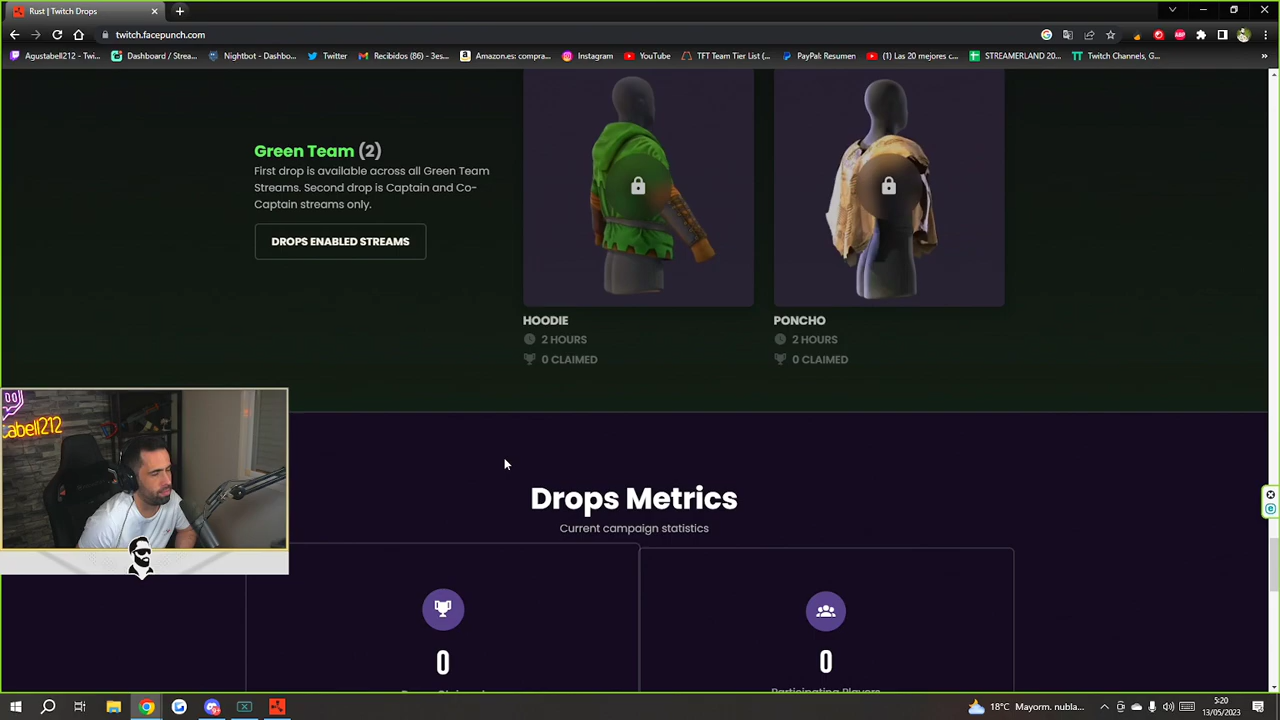 Rust | Twitch Drops
twitch.facepunch.com
Agustabell212 - Twi...
Dashboard / Strea...
Nightbot - Dashbo...
Twitter
Recibidos (86) - 3es...
Amazon.es: compra...
Instagram
YouTube
TFT Team Tier List (...
PayPal: Resumen
(1) Las 20 mejores c...
STREAMERLAND 20...
Twitch Channels, G...
Green Team (2)
First drop is available across all Green Team
Streams. Second drop is Captain and Co-
Captain streams only.
DROPS ENABLED STREAMS
HOODIE
2 HOURS
0 CLAIMED
PONCHO
2 HOURS
0 CLAIMED
tabell212
Drops Metrics
Current campaign statistics
0
0
Participating Players
18°C Mayorm. nubla...
5:20
13/05/2023